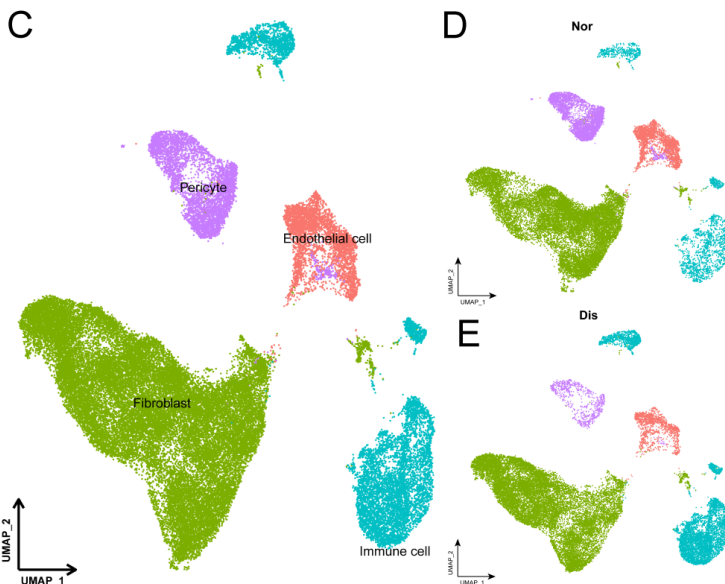 C
Pericyte
Endothelial cell
Fibroblast
Immune cell
UMAP_2
UMAP_1
D
Nor
UMAP_2
UMAP_1
E
Dis
UMAP_2
UMAP_1